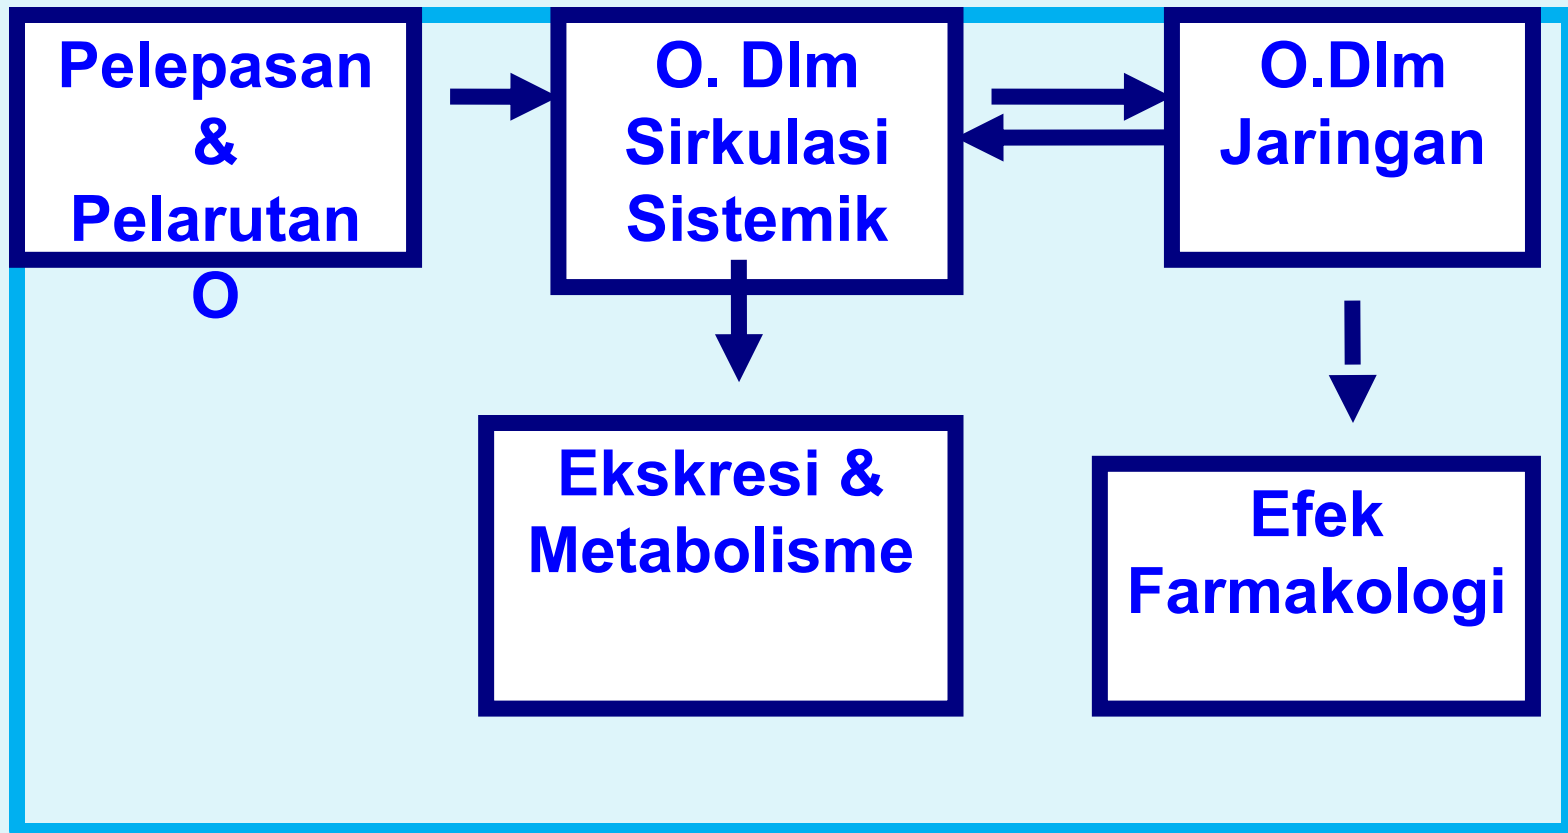 Pelepasan
&
Pelarutan
O
O. Dlm
Sirkulasi
Sistemik
O.Dlm
Jaringan
Ekskresi &
Metabolisme
Efek
Farmakologi